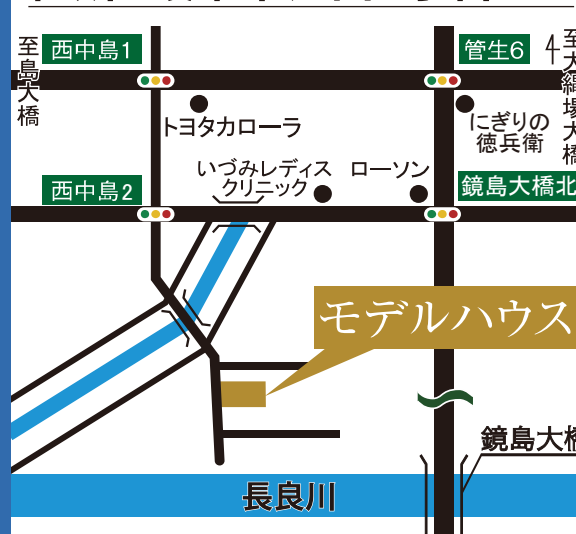 西中島1
管生6
至島大橋
至大縄場大橋
トヨタカローラ
にぎりの
徳兵衛
いづみレディス
クリニック
ローソン
西中島2
鏡島大橋北
モデルハウス
鏡島大橋
長良川